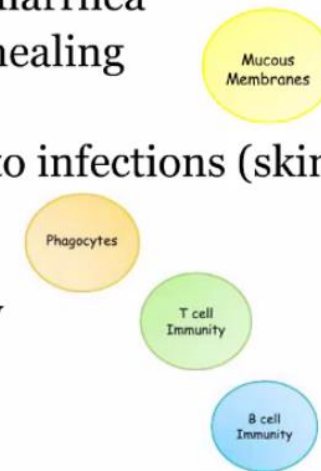 healing
Mucous
Membranes
to infections (skin
Phagocytes
T cell
Immunity
B cell
Immunity